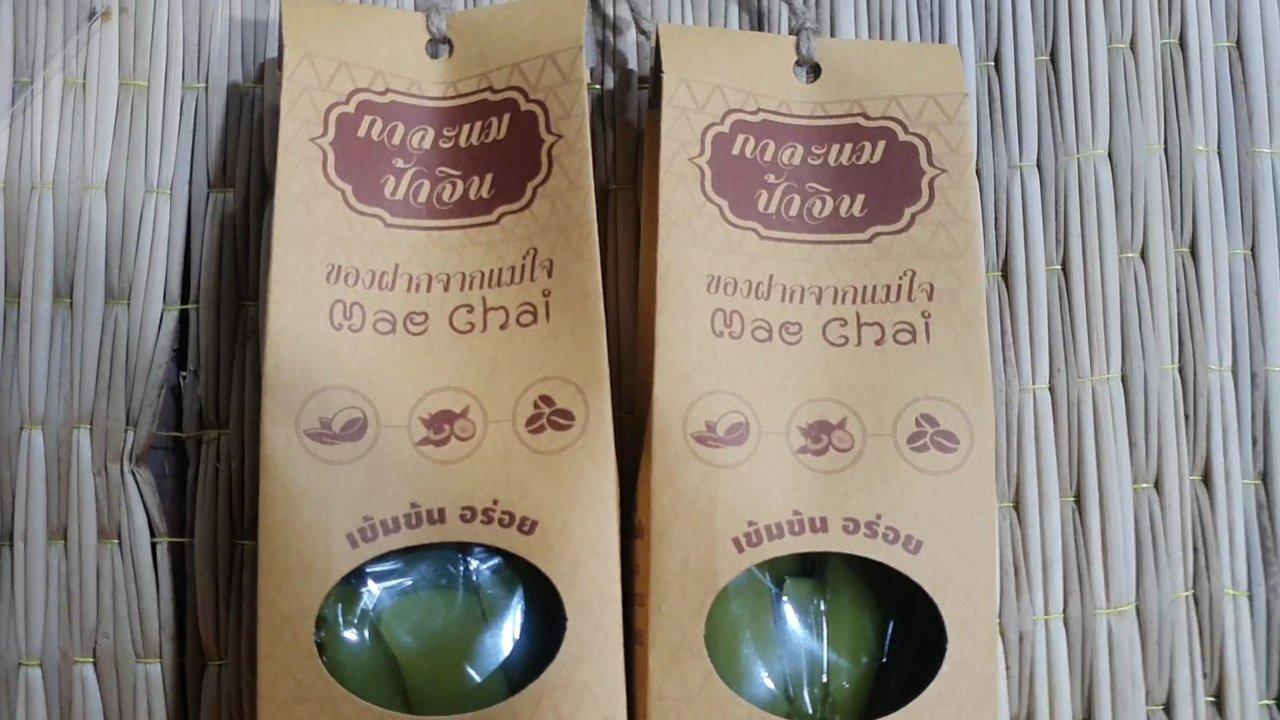 กาละแม
ป้าจิน
ของฝากจากแม่ใจ
Mae Chai
เข้มข้น อร่อย
กาละแม
ป้าจิน
ของฝากจากแม่ใจ
Mae Chai
เข้มข้น อร่อย